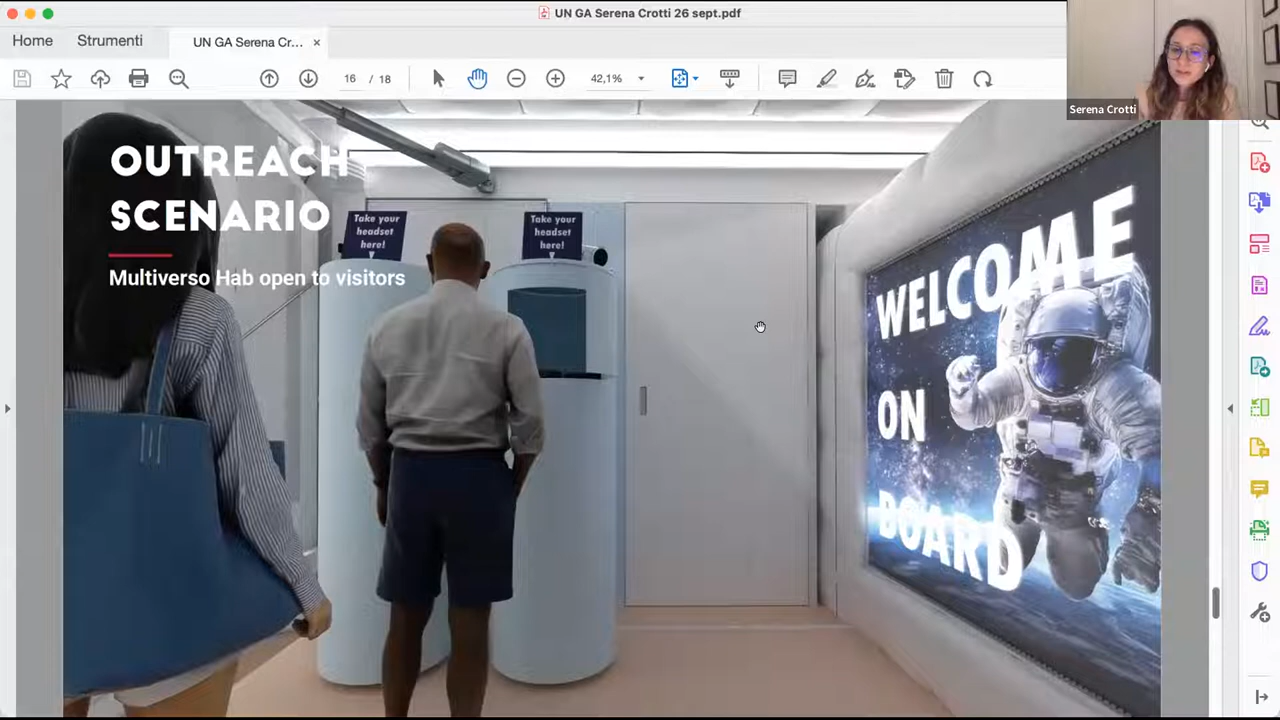 UN GA Serena Crotti 26 sept.pdf
Home
Strumenti
UN GA Serena Cr...
16 / 18
42,1%
Serena Crotti
OUTREACH
SCENARIO
Multiverso Hab open to visitors
Take your
headset
here!
Take your
headset
here!
WELCOME
ON
BOARD